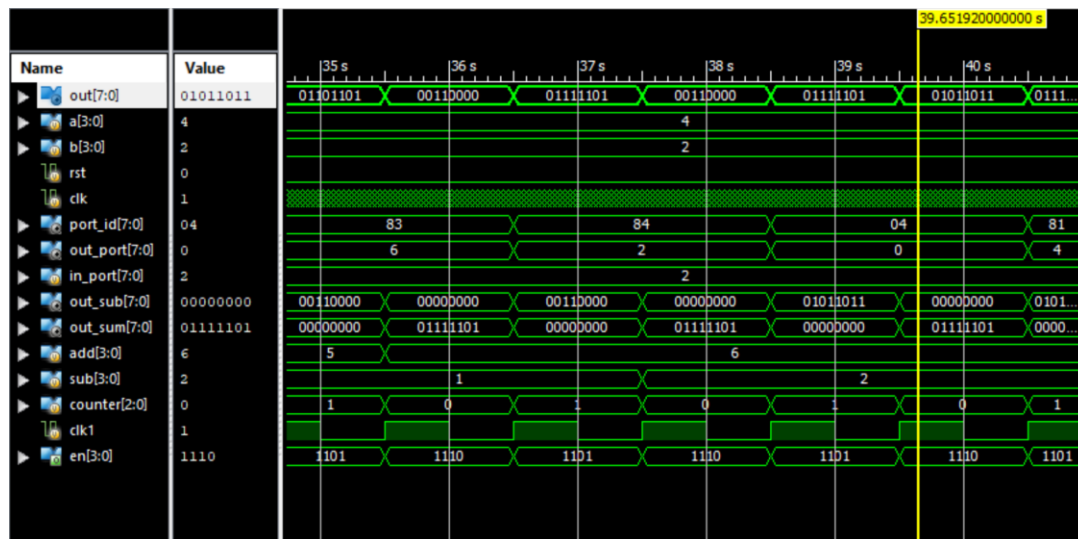 39.651920000000 s
Name Value 35 s 36 s 37 s 38 s 39 s 40 s
out[7:0] 01011011 01101101 00110000 01111101 00110000 01111101 01011011 0111...
a[3:0] 4 4
b[3:0] 2 2
rst 0
clk 1
port_id[7:0] 04 83 84 04 81
out_port[7:0] 0 6 2 0 4
in_port[7:0] 2 2
out_sub[7:0] 00000000 00110000 00000000 00110000 00000000 01011011 00000000 0101...
out_sum[7:0] 01111101 00000000 01111101 00000000 01111101 00000000 01111101 0000...
add[3:0] 6 5 6
sub[3:0] 2 1 2
counter[2:0] 0 1 0 1 0 1 0 1
clk1 1
en[3:0] 1110 1101 1110 1101 1110 1101 1110 1101